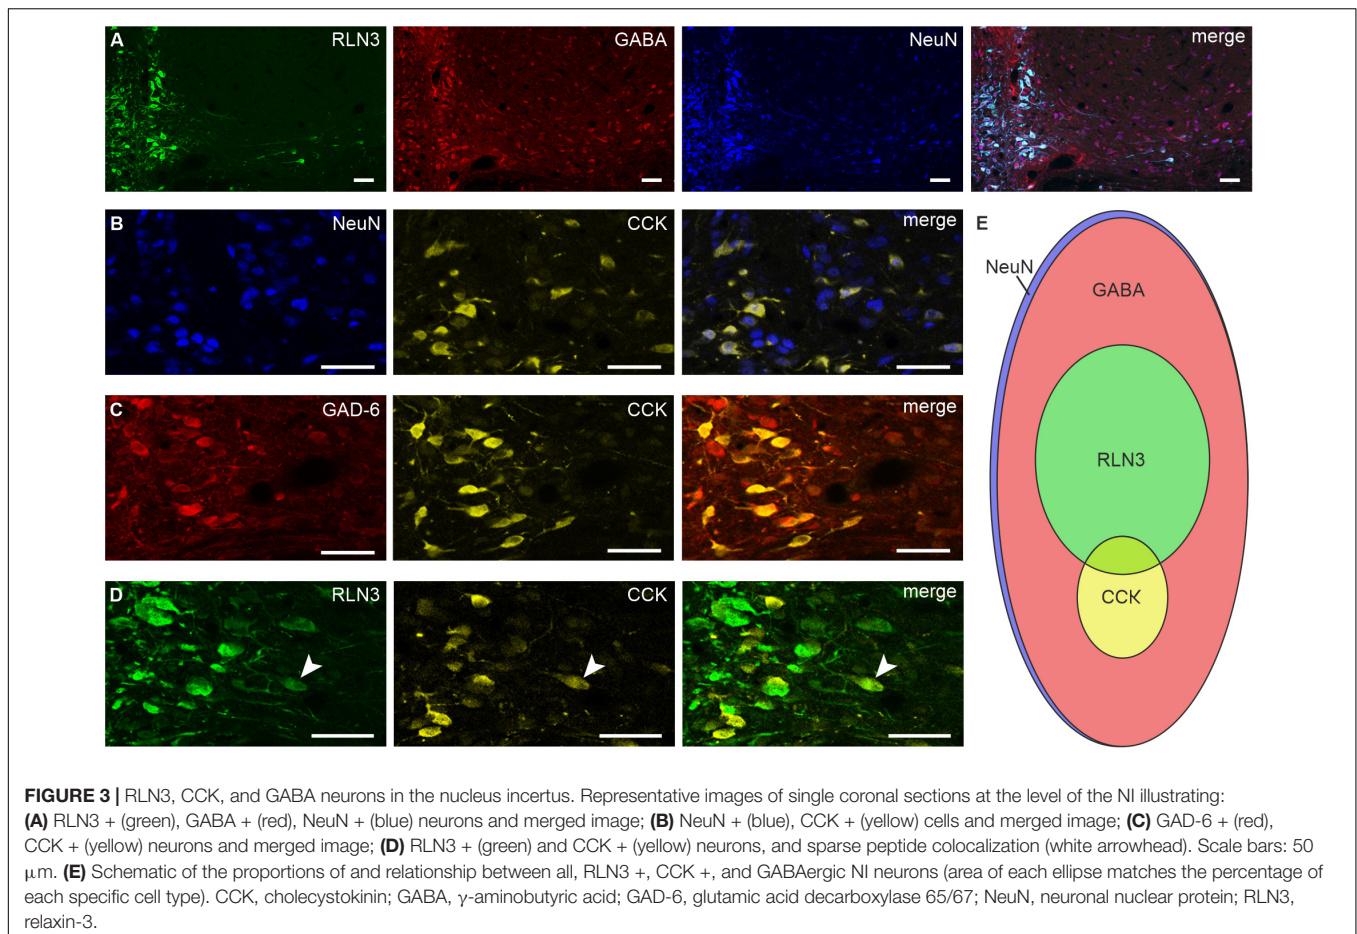 A RLN3 GABA NeuN merge
B NeuN CCK merge
E
NeuN
GABA
C GAD-6 CCK merge
RLN3
D RLN3 CCK merge
CCK
FIGURE 3 | RLN3, CCK, and GABA neurons in the nucleus incertus. Representative images of single coronal sections at the level of the NI illustrating:
(A) RLN3 + (green), GABA + (red), NeuN + (blue) neurons and merged image; (B) NeuN + (blue), CCK + (yellow) cells and merged image; (C) GAD-6 + (red),
CCK + (yellow) neurons and merged image; (D) RLN3 + (green) and CCK + (yellow) neurons, and sparse peptide colocalization (white arrowhead). Scale bars: 50
μm. (E) Schematic of the proportions of and relationship between all, RLN3 +, CCK +, and GABAergic NI neurons (area of each ellipse matches the percentage of
each specific cell type). CCK, cholecystokinin; GABA, γ-aminobutyric acid; GAD-6, glutamic acid decarboxylase 65/67; NeuN, neuronal nuclear protein; RLN3,
relaxin-3.